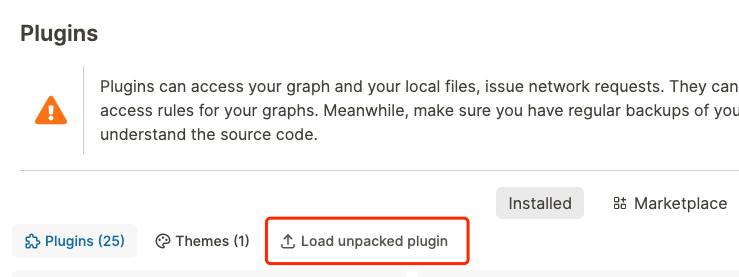 Plugins
Plugins can access your graph and your local files, issue network requests. They can
access rules for your graphs. Meanwhile, make sure you have regular backups of you
understand the source code.
Installed Marketplace
Plugins (25) Themes (1) Load unpacked plugin